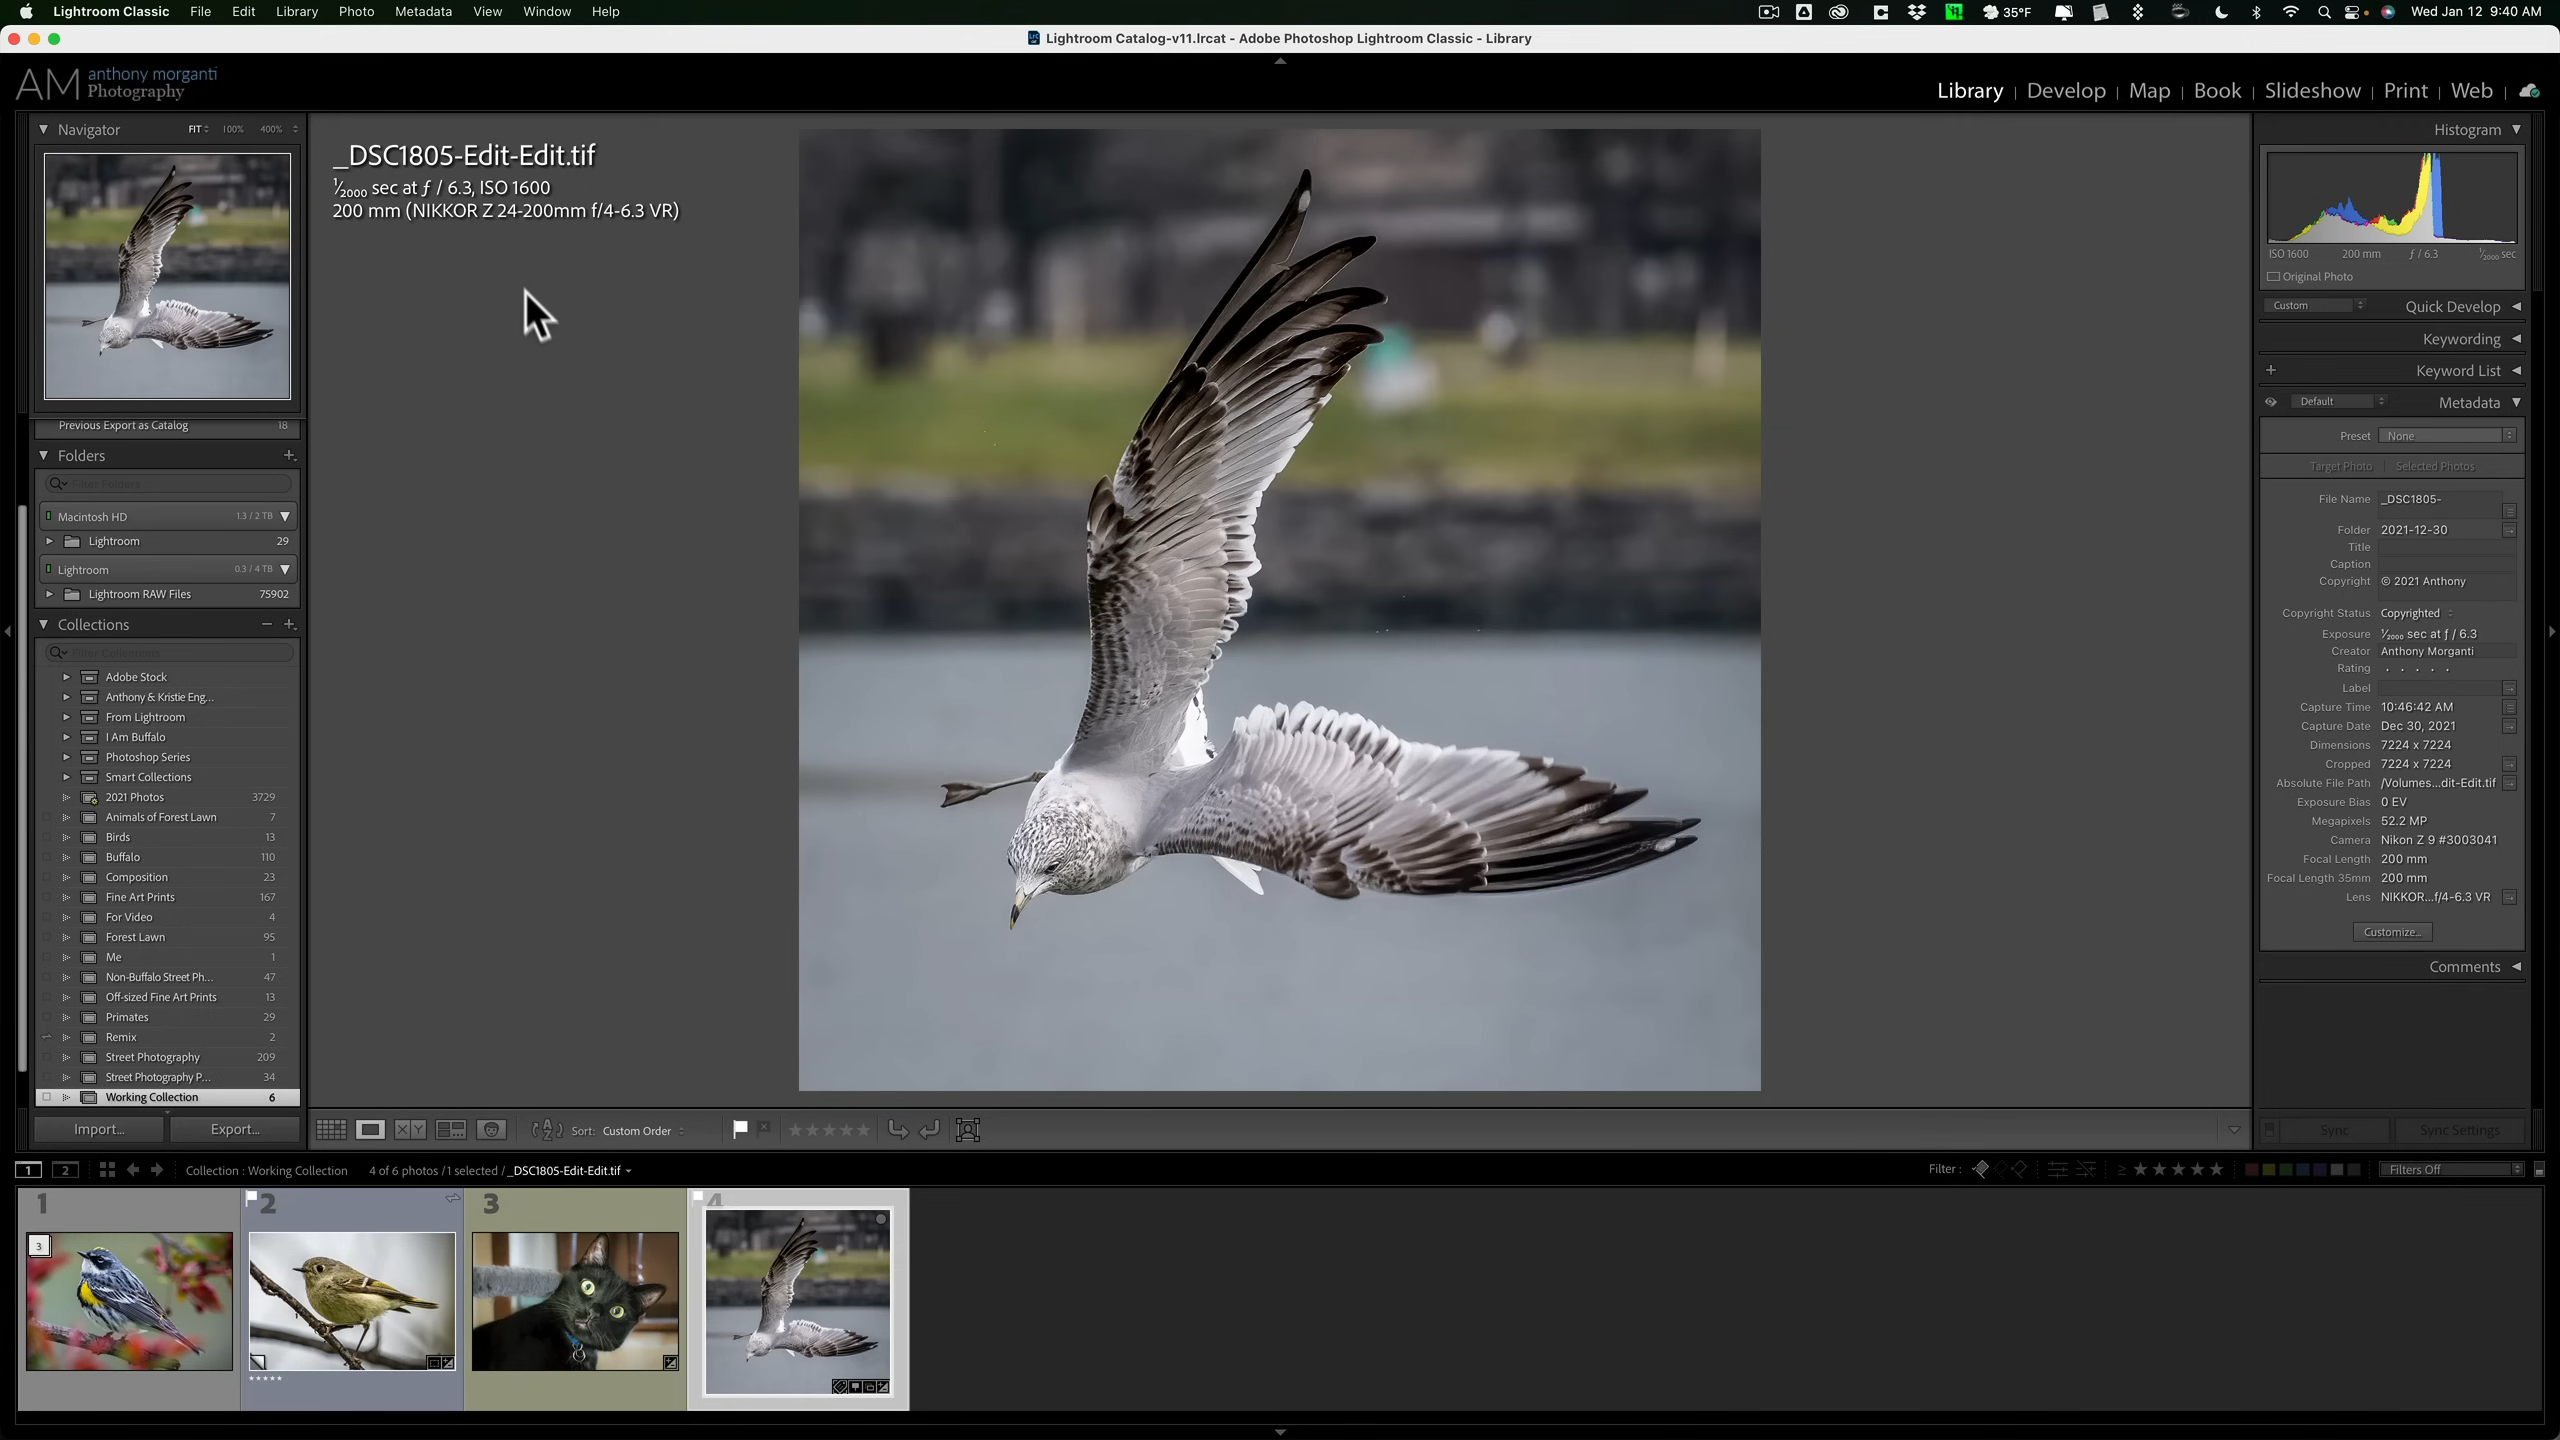 Lightroom Classic File Edit Library Photo Metadata View Window Help 35°F Wed Jan 12 9:40 AM
Lightroom Catalog-v11.lrcat - Adobe Photoshop Lightroom Classic - Library
AM anthony morganti
Photography
Library | Develop | Map | Book | Slideshow | Print | Web
Navigator FIT 100% 400%
Previous Export as Catalog 18
Folders
Filter Folders
Macintosh HD 1.3 / 2 TB
Lightroom 29
Lightroom 0.3 / 4 TB
Lightroom RAW Files 75902
Collections
Filter Collections
Adobe Stock
Anthony & Kristie Eng...
From Lightroom
I Am Buffalo
Photoshop Series
Smart Collections
2021 Photos 3729
Animals of Forest Lawn 7
Birds 13
Buffalo 110
Composition 23
Fine Art Prints 167
For Video 4
Forest Lawn 95
Me 1
Non-Buffalo Street Ph... 47
Off-sized Fine Art Prints 13
Primates 29
Remix 2
Street Photography 209
Street Photography P... 34
Working Collection 6
Import... Export...
_DSC1805-Edit-Edit.tif
1/2000 sec at ƒ / 6.3, ISO 1600
200 mm (NIKKOR Z 24-200mm f/4-6.3 VR)
Sort: Custom Order
Histogram
ISO 1600 200 mm ƒ / 6.3 1/2000 sec
Original Photo
Custom Quick Develop
Keywording
Keyword List
Default Metadata
Preset None
Target Photo Selected Photos
File Name _DSC1805-
Folder 2021-12-30
Title
Caption
Copyright © 2021 Anthony
Copyright Status Copyrighted
Exposure 1/2000 sec at ƒ / 6.3
Creator Anthony Morganti
Rating
Label
Capture Time 10:46:42 AM
Capture Date Dec 30, 2021
Dimensions 7224 x 7224
Cropped 7224 x 7224
Absolute File Path /Volumes...dit-Edit.tif
Exposure Bias 0 EV
Megapixels 52.2 MP
Camera Nikon Z 9 #3003041
Focal Length 200 mm
Focal Length 35mm 200 mm
Lens NIKKOR...f/4-6.3 VR
Customize...
Comments
Sync Sync Settings
1 2 Collection : Working Collection 4 of 6 photos / 1 selected / _DSC1805-Edit-Edit.tif Filter : Filters Off
1 2 3 4
3